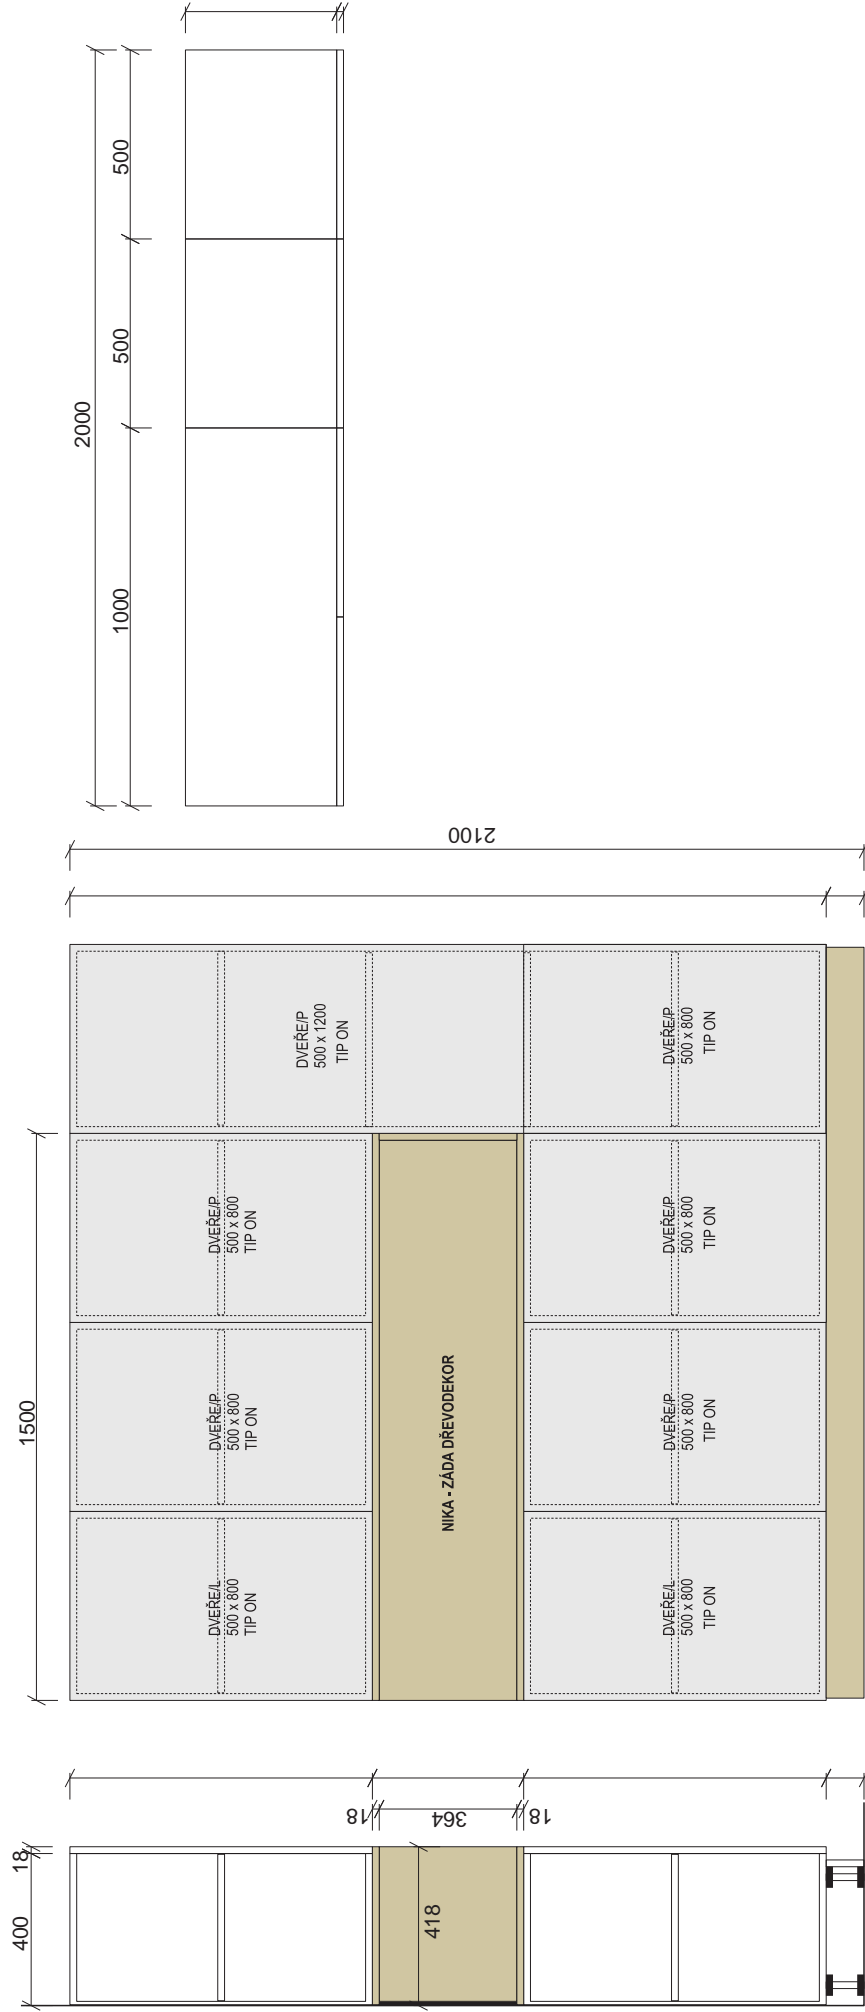 2000
500
500
1000
2100
1500
DVEŘE/P
500 x 1200
TIP ON
DVEŘE/P
500 x 800
TIP ON
DVEŘE/P
500 x 800
TIP ON
DVEŘE/P
500 x 800
TIP ON
DVEŘE/P
500 x 800
TIP ON
DVEŘE/P
500 x 800
TIP ON
NIKA - ZÁDA DŘEVODEKOR
DVEŘE/L
500 x 800
TIP ON
DVEŘE/L
500 x 800
TIP ON
18
364
18
18
400
418